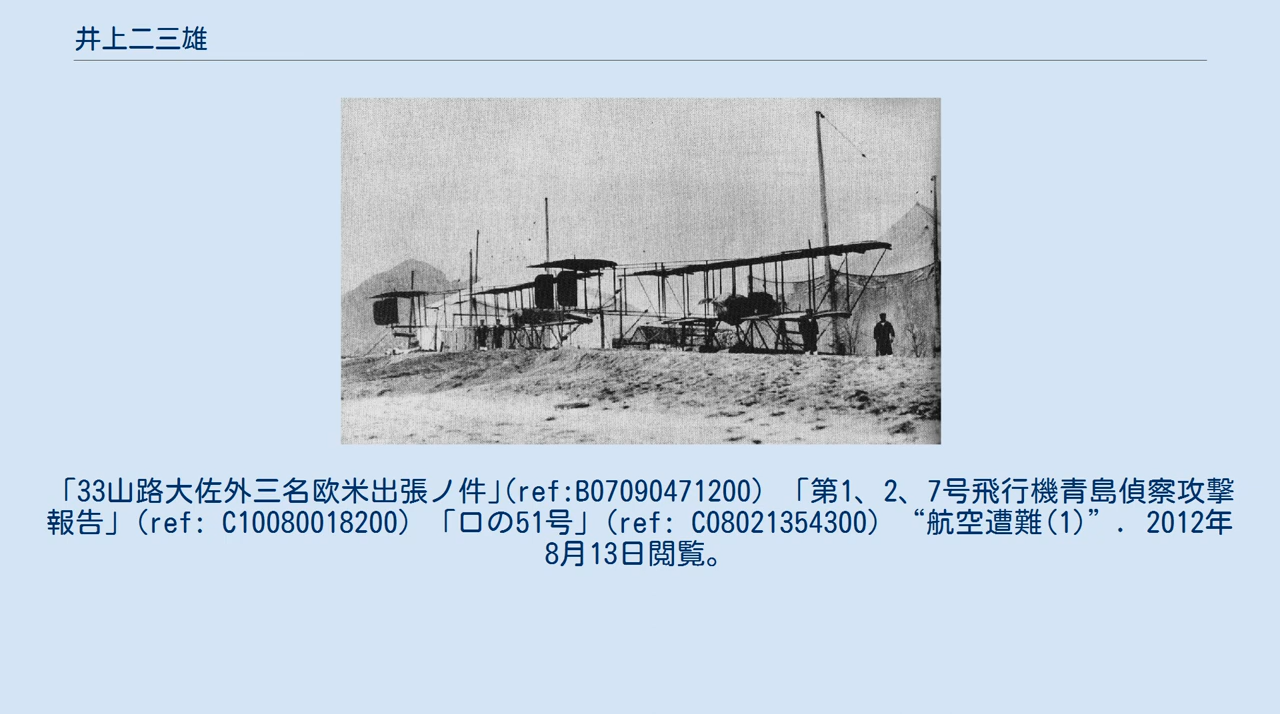 井上二三雄
「33山路大佐外三名欧米出張ノ件」(ref:B07090471200) 「第1、2、7号飛行機青島偵察攻撃
報告」(ref: C10080018200) 「ロの51号」(ref: C08021354300) “航空遭難(1)”. 2012年
8月13日閲覧。